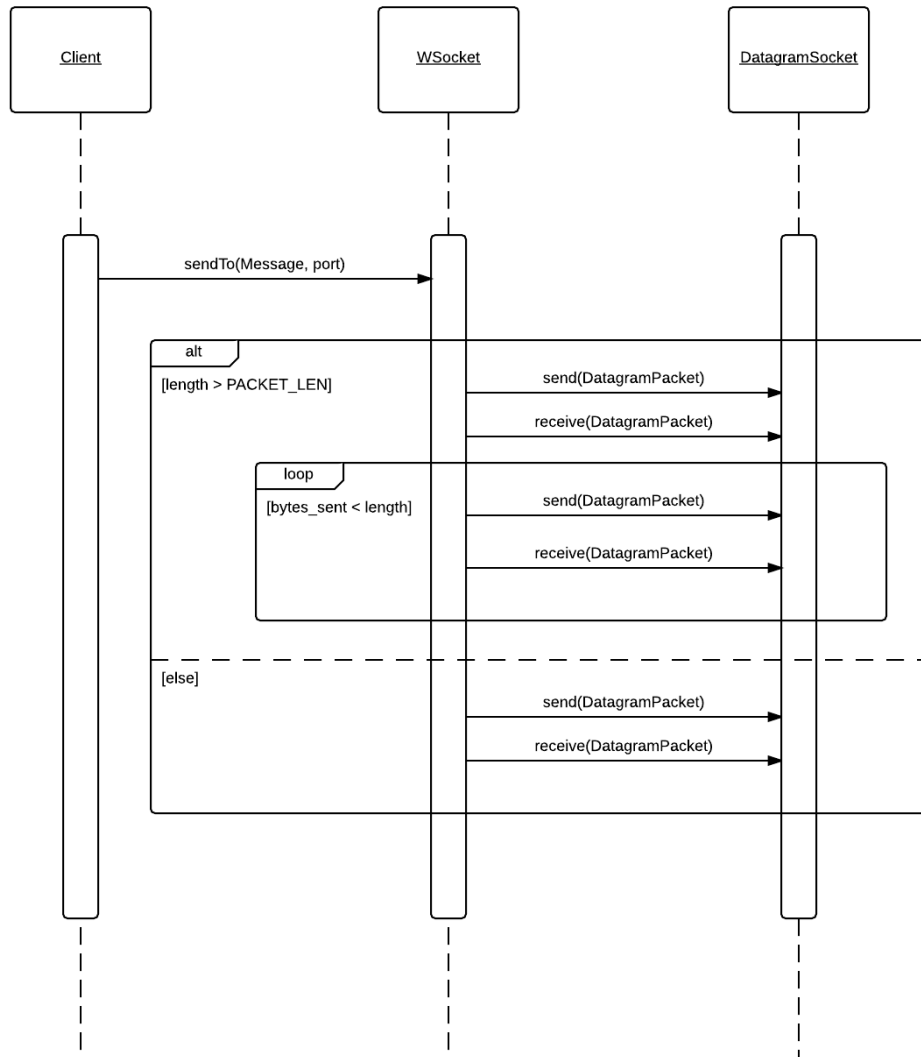 Client
WSocket
DatagramSocket
sendTo(Message, port)
alt
[length > PACKET_LEN]
send(DatagramPacket)
receive(DatagramPacket)
loop
[bytes_sent < length]
send(DatagramPacket)
receive(DatagramPacket)
[else]
send(DatagramPacket)
receive(DatagramPacket)